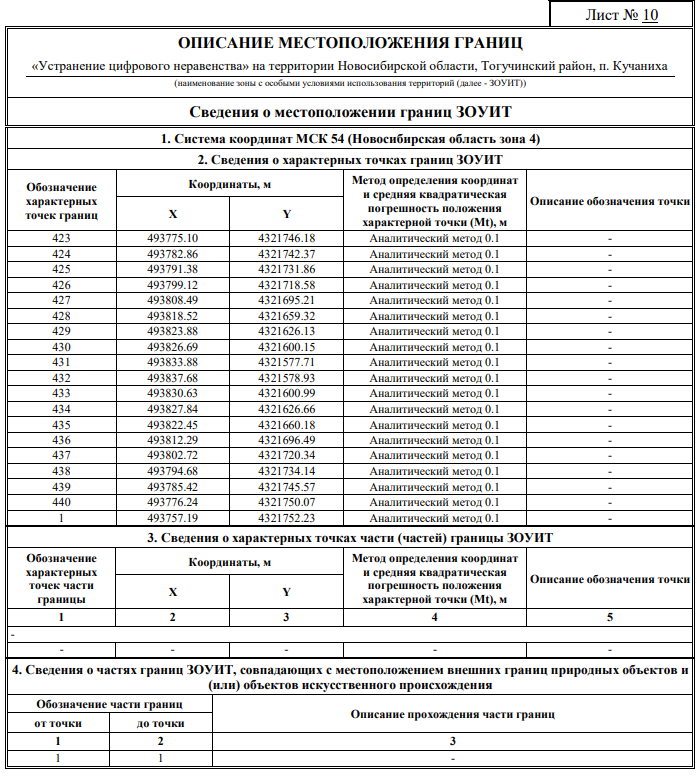 Лист № 10
ОПИСАНИЕ МЕСТОПОЛОЖЕНИЯ ГРАНИЦ
«Устранение цифрового неравенства» на территории Новосибирской области, Тогучинский район, п. Кучаниха
(наименование зоны с особыми условиями использования территорий (далее - ЗОУИТ))
Сведения о местоположении границ ЗОУИТ
1. Система координат МСК 54 (Новосибирская область зона 4)
2. Сведения о характерных точках границ ЗОУИТ
Обозначение характерных точек границ Координаты, м Метод определения координат и средняя квадратическая погрешность положения характерной точки (Mt), м Описание обозначения точки
X Y
423 493775.10 4321746.18 Аналитический метод 0.1 -
424 493782.86 4321742.37 Аналитический метод 0.1 -
425 493791.38 4321731.86 Аналитический метод 0.1 -
426 493799.12 4321718.58 Аналитический метод 0.1 -
427 493808.49 4321695.21 Аналитический метод 0.1 -
428 493818.52 4321659.32 Аналитический метод 0.1 -
429 493823.88 4321626.13 Аналитический метод 0.1 -
430 493826.69 4321600.15 Аналитический метод 0.1 -
431 493833.88 4321577.71 Аналитический метод 0.1 -
432 493837.68 4321578.93 Аналитический метод 0.1 -
433 493830.63 4321600.99 Аналитический метод 0.1 -
434 493827.84 4321626.66 Аналитический метод 0.1 -
435 493822.45 4321660.18 Аналитический метод 0.1 -
436 493812.29 4321696.49 Аналитический метод 0.1 -
437 493802.72 4321720.34 Аналитический метод 0.1 -
438 493794.68 4321734.14 Аналитический метод 0.1 -
439 493785.42 4321745.57 Аналитический метод 0.1 -
440 493776.24 4321750.07 Аналитический метод 0.1 -
1 493757.19 4321752.23 Аналитический метод 0.1 -
3. Сведения о характерных точках части (частей) границы ЗОУИТ
Обозначение характерных точек части границы Координаты, м Метод определения координат и средняя квадратическая погрешность положения характерной точки (Mt), м Описание обозначения точки
X Y
1 2 3 4 5
-
- - - - -
4. Сведения о частях границ ЗОУИТ, совпадающих с местоположением внешних границ природных объектов и
(или) объектов искусственного происхождения
Обозначение части границ Описание прохождения части границ
от точки до точки
1 2 3
1 1 -